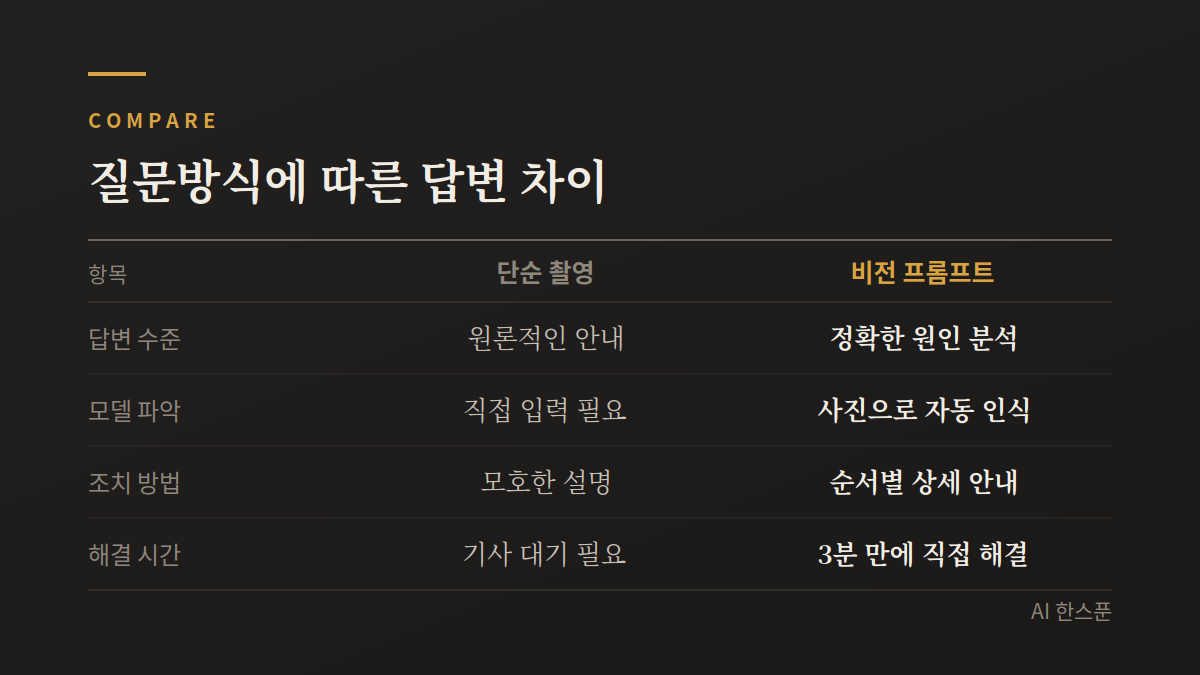 COMPARE
질문방식에 따른 답변 차이
항목 단순 촬영 비전 프롬프트
답변 수준 원론적인 안내 정확한 원인 분석
모델 파악 직접 입력 필요 사진으로 자동 인식
조치 방법 모호한 설명 순서별 상세 안내
해결 시간 기사 대기 필요 3분 만에 직접 해결
AI 한스푼